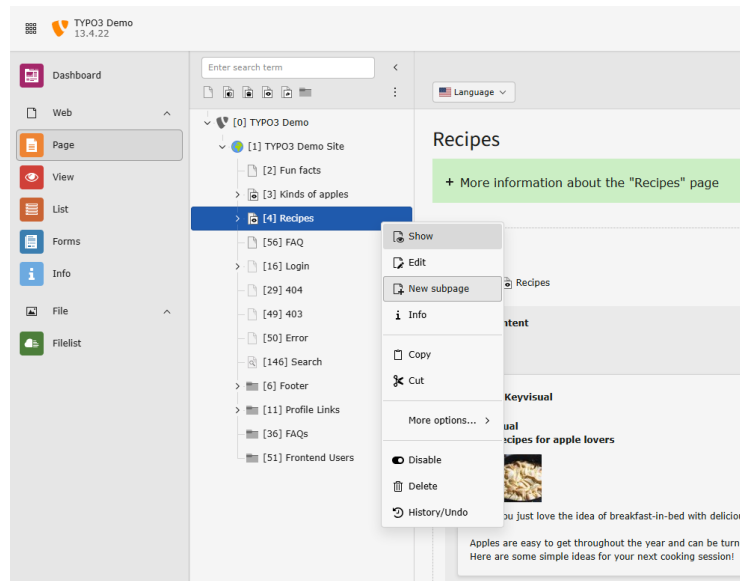 TYPO3 Demo
13.4.22
Dashboard
Web
Page
View
List
Forms
Info
File
Filelist
Enter search term
[0] TYPO3 Demo
[1] TYPO3 Demo Site
[2] Fun facts
[3] Kinds of apples
[4] Recipes
[56] FAQ
[16] Login
[29] 404
[49] 403
[50] Error
[146] Search
[6] Footer
[11] Profile Links
[36] FAQs
[51] Frontend Users
Show
Edit
New subpage
Info
Copy
Cut
More options...
Disable
Delete
History/Undo
Language
Recipes
+ More information about the "Recipes" page
Recipes
ntent
Keyvisual
ual
ecipes for apple lovers
ou just love the idea of breakfast-in-bed with deliciou
Apples are easy to get throughout the year and can be turn
Here are some simple ideas for your next cooking session!